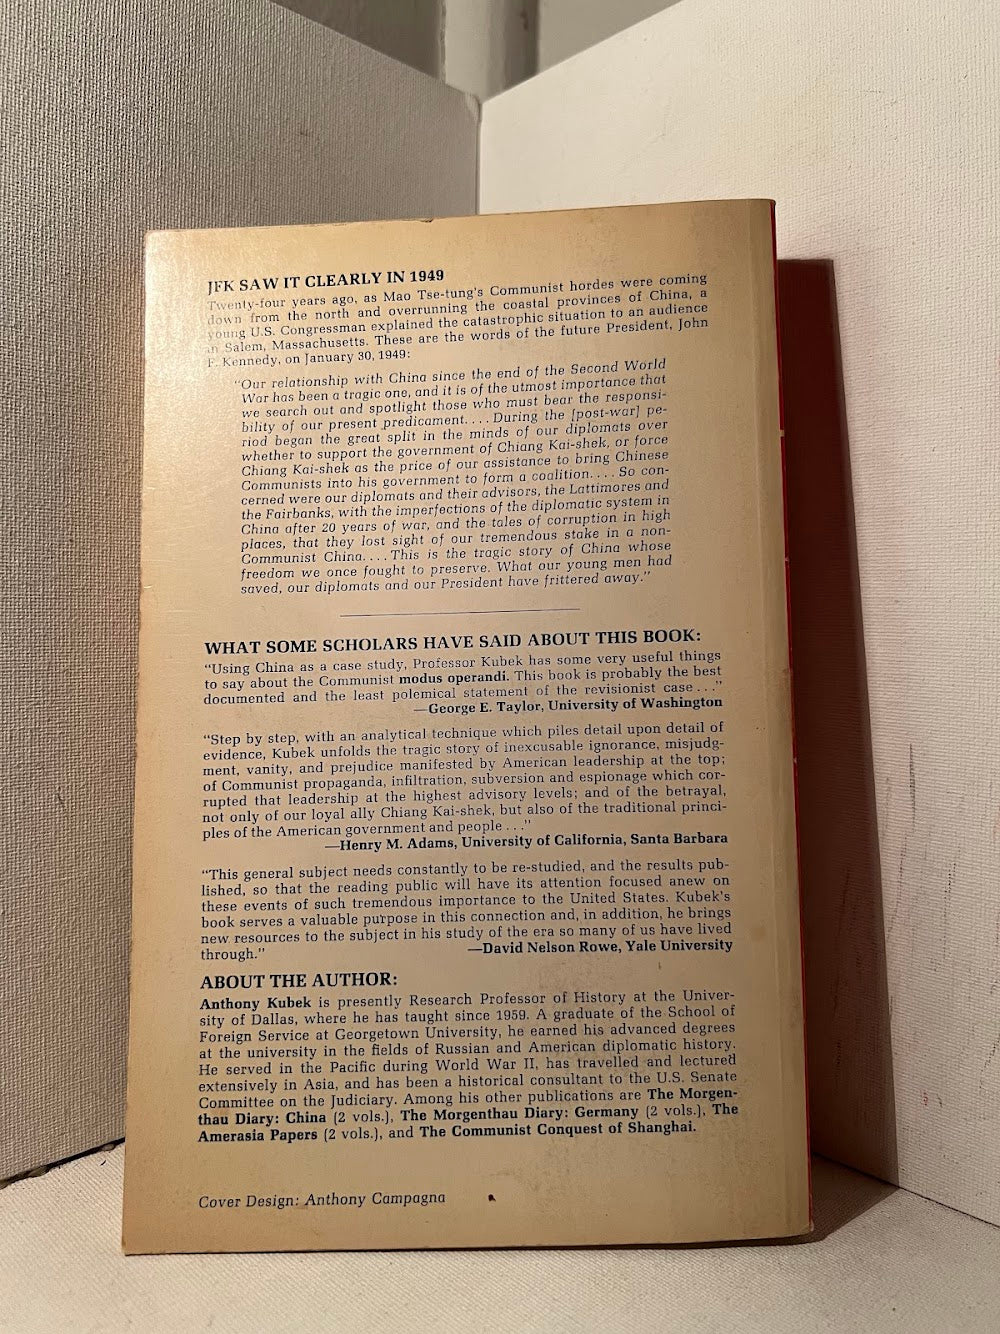 JFK SAW IT CLEARLY IN 1949
Twenty-four years ago, as Mao Tse-tung's Communist hordes were coming
down from the north and overrunning the coastal provinces of China, a
young U.S. Congressman explained the catastrophic situation to an audience
in Salem, Massachusetts. These are the words of the future President, John
F. Kennedy, on January 30, 1949:
"Our relationship with China since the end of the Second World
War has been a tragic one, and it is of the utmost importance that
we search out and spotlight those who must bear the responsi-
bility of our present predicament. . . . During the [post-war] pe-
riod began the great split in the minds of our diplomats over
whether to support the government of Chiang Kai-shek, or force
Chiang Kai-shek as the price of our assistance to bring Chinese
Communists into his government to form a coalition. . . . So con-
cerned were our diplomats and their advisors, the Lattimores and
the Fairbanks, with the imperfections of the diplomatic system in
China after 20 years of war, and the tales of corruption in high
places, that they lost sight of our tremendous stake in a non-
Communist China. . . . This is the tragic story of China whose
freedom we once fought to preserve. What our young men had
saved, our diplomats and our President have frittered away."
WHAT SOME SCHOLARS HAVE SAID ABOUT THIS BOOK:
"Using China as a case study, Professor Kubek has some very useful things
to say about the Communist modus operandi. This book is probably the best
documented and the least polemical statement of the revisionist case . . ."
—George E. Taylor, University of Washington
"Step by step, with an analytical technique which piles detail upon detail of
evidence, Kubek unfolds the tragic story of inexcusable ignorance, misjudg-
ment, vanity, and prejudice manifested by American leadership at the top;
of Communist propaganda, infiltration, subversion and espionage which cor-
rupted that leadership at the highest advisory levels; and of the betrayal,
not only of our loyal ally Chiang Kai-shek, but also of the traditional princi-
ples of the American government and people . . ."
—Henry M. Adams, University of California, Santa Barbara
"This general subject needs constantly to be re-studied, and the results pub-
lished, so that the reading public will have its attention focused anew on
these events of such tremendous importance to the United States. Kubek's
book serves a valuable purpose in this connection and, in addition, he brings
new resources to the subject in his study of the era so many of us have lived
through." —David Nelson Rowe, Yale University
ABOUT THE AUTHOR:
Anthony Kubek is presently Research Professor of History at the Univer-
sity of Dallas, where he has taught since 1959. A graduate of the School of
Foreign Service at Georgetown University, he earned his advanced degrees
at the university in the fields of Russian and American diplomatic history.
He served in the Pacific during World War II, has travelled and lectured
extensively in Asia, and has been a historical consultant to the U.S. Senate
Committee on the Judiciary. Among his other publications are The Morgen-
thau Diary: China (2 vols.), The Morgenthau Diary: Germany (2 vols.), The
Amerasia Papers (2 vols.), and The Communist Conquest of Shanghai.
Cover Design: Anthony Campagna